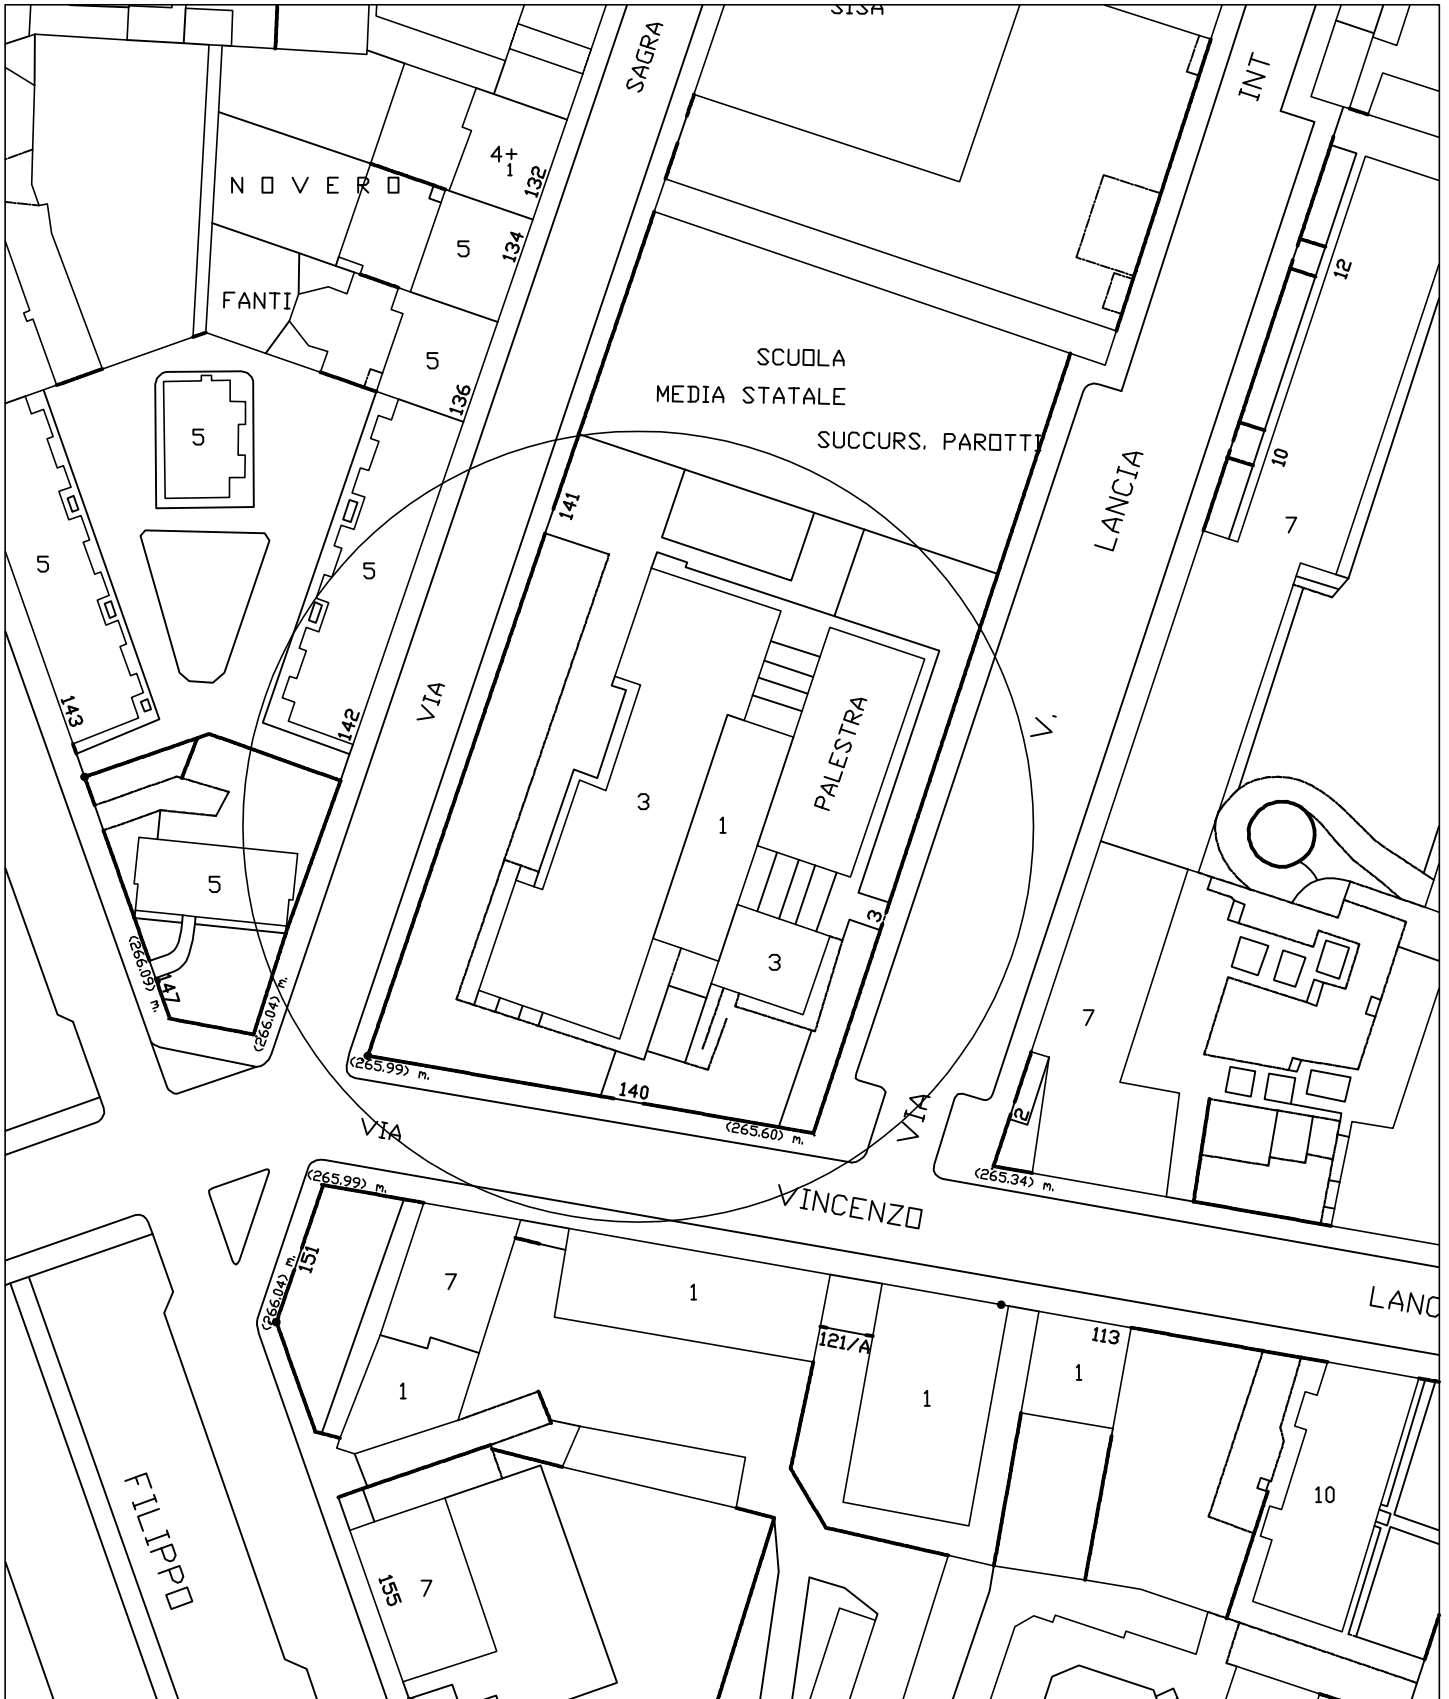 SISA
SAGRA
INT
4+
1
132
NOVERO
134
5
12
FANTI
5
136
SCUOLA
MEDIA STATALE
SUCCURS. PAROTTI
5
10
141
LANCIA
7
5
5
143
142
VIA
V.
PALESTRA
3
1
5
3
3
(266.09) m.
147
(266.04) m.
7
(265.99) m.
140
2
VIA
VIA
(265.60) m.
(265.34) m.
(265.99) m.
VINCENZO
151
(266.04) m.
7
1
LANC
121/A
113
1
1
1
10
FILIPPO
155
7